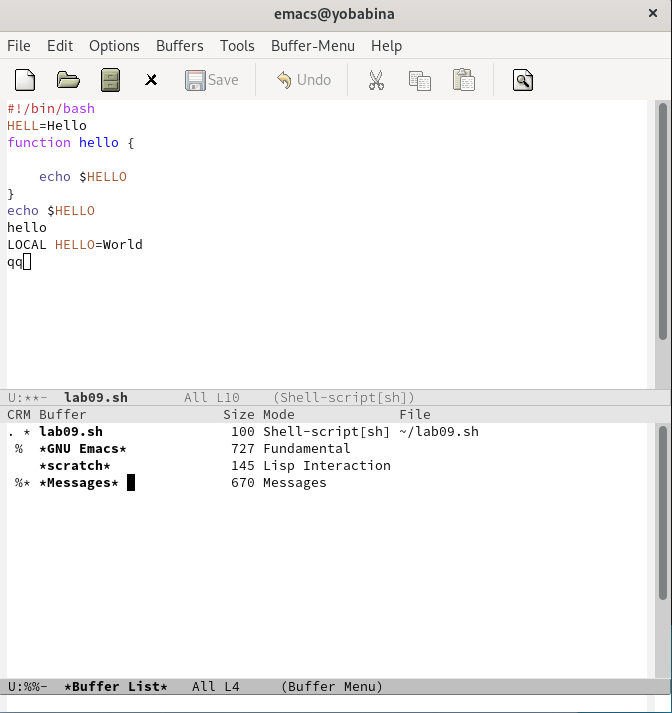 emacs@yobabina ×
File Edit Options Buffers Tools Buffer-Menu Help
Save Undo
#!/bin/bash
HELL=Hello
function hello {
    echo $HELLO
}
echo $HELLO
hello
LOCAL HELLO=World
qq
U:**-  lab09.sh       All L10    (Shell-script[sh])
CRM Buffer                 Size Mode             File
. * lab09.sh                100 Shell-script[sh] ~/lab09.sh
 %  *GNU Emacs*             727 Fundamental
    *scratch*               145 Lisp Interaction
 %* *Messages*              670 Messages
U:%%-  *Buffer List*   All L4     (Buffer Menu)